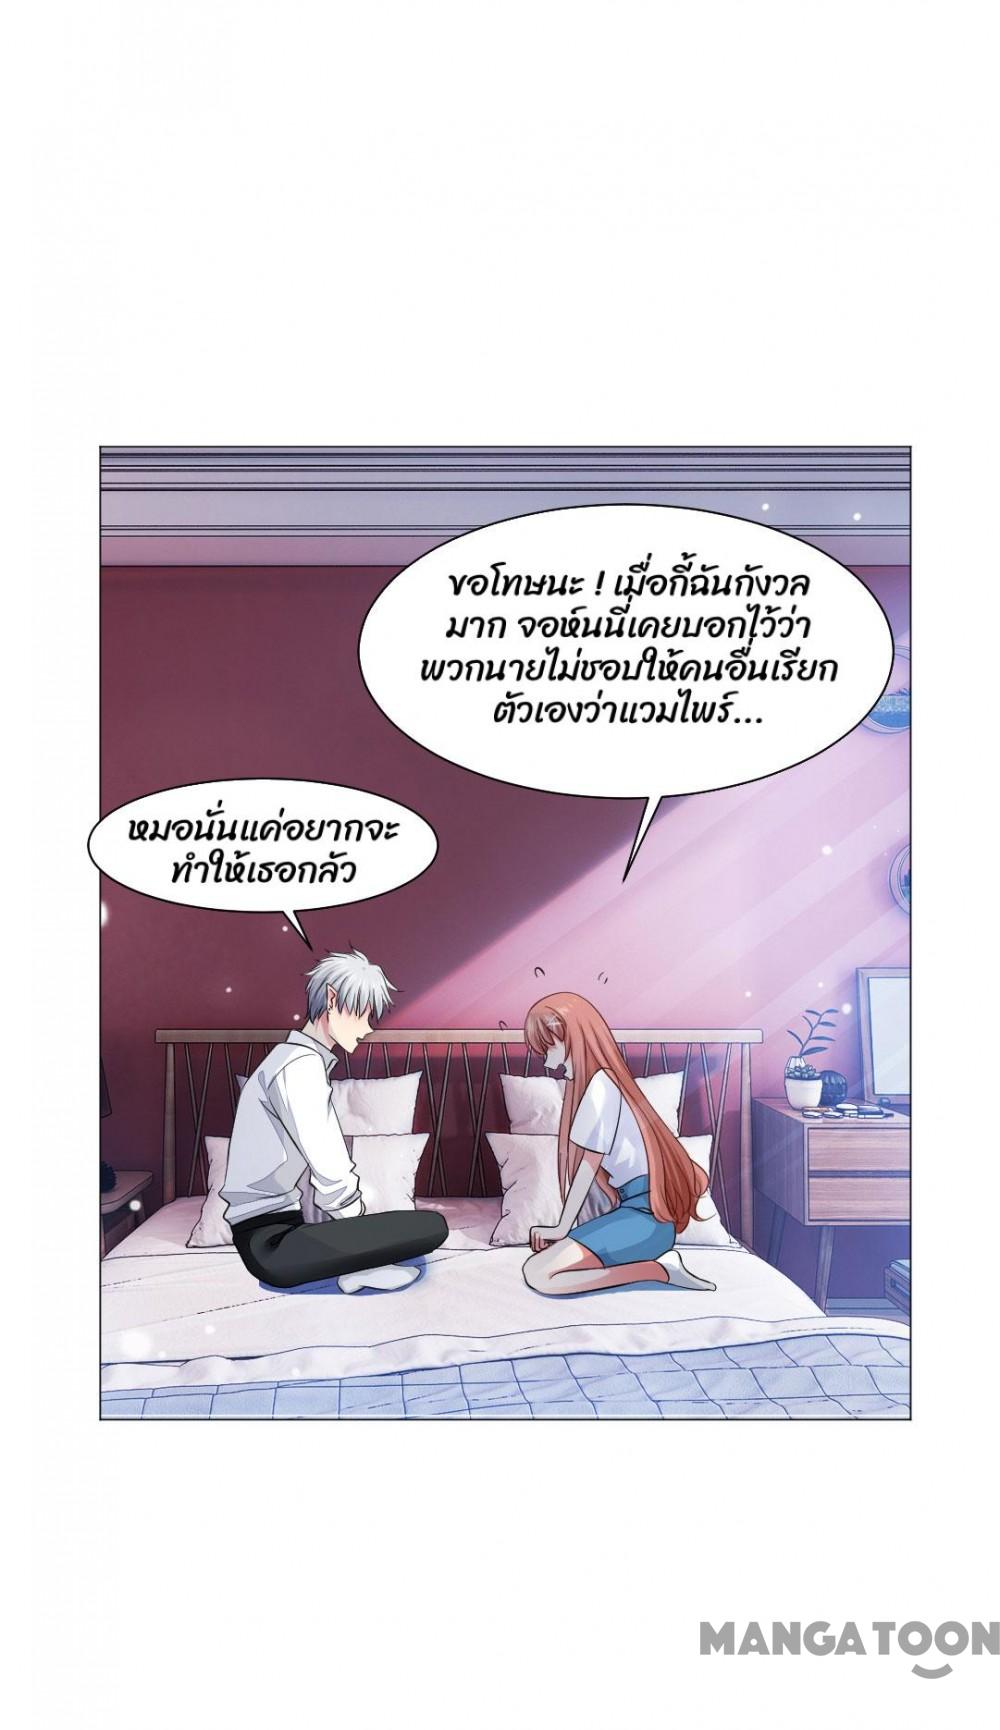 ขอโทษนะ ! เมื่อกี้ฉันกังวล
มาก จอห์นนี่เคยบอกไว้ว่า
พวกนายไม่ชอบให้คนอื่นเรียก
ตัวเองว่าแวมไพร์...
หมอนั่นแค่อยากจะ
ทำให้เธอกลัว
MANGATOON